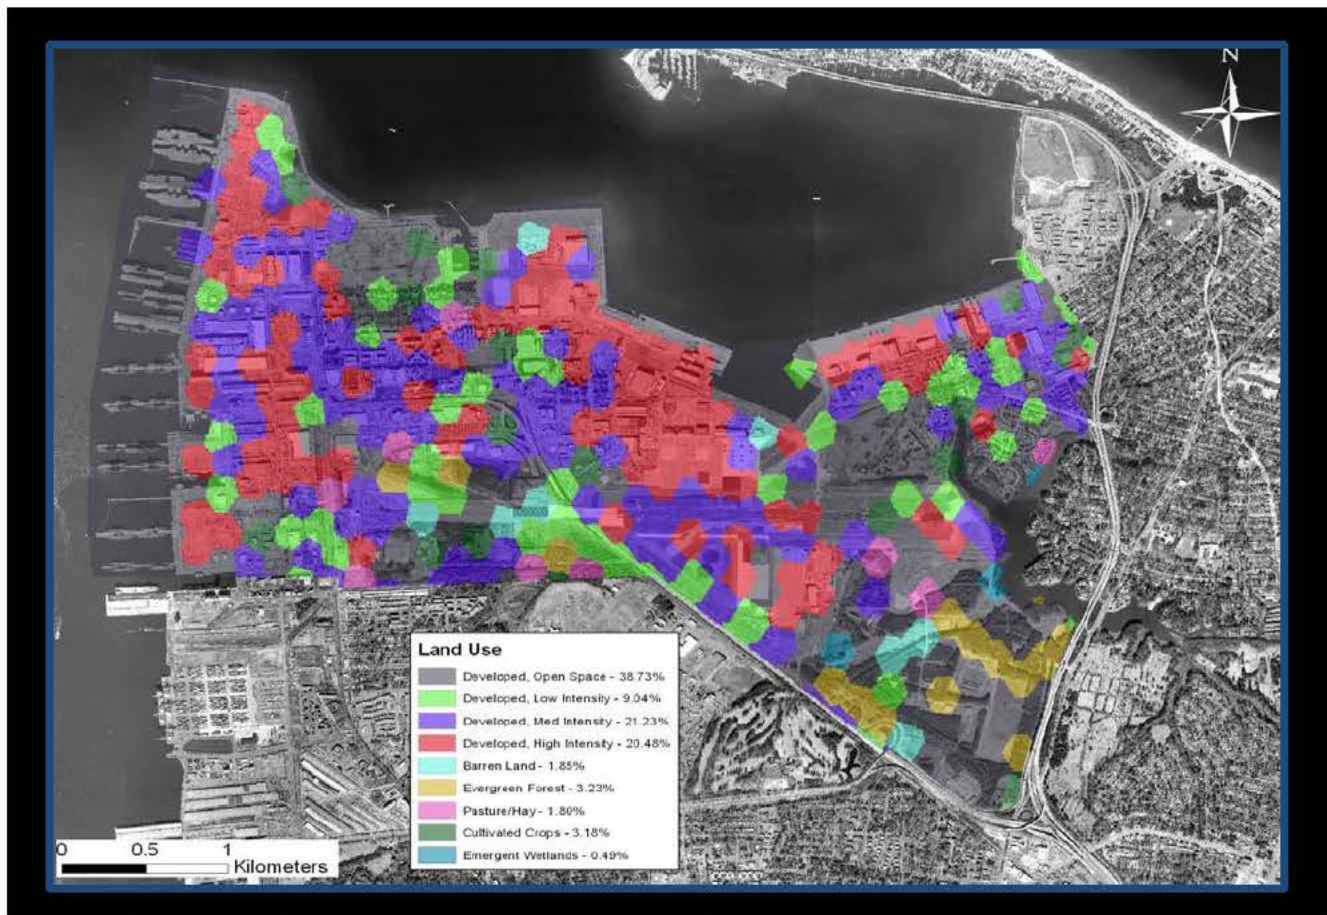 N
Land Use
Developed, Open Space - 38.73%
Developed, Low Intensity - 9.04%
Developed, Med Intensity - 21.23%
Developed, High Intensity - 20.48%
Barren Land - 1.85%
Evergreen Forest - 3.23%
Pasture/Hay - 1.80%
Cultivated Crops - 3.18%
Emergent Wetlands - 0.49%
0 0.5 1
Kilometers